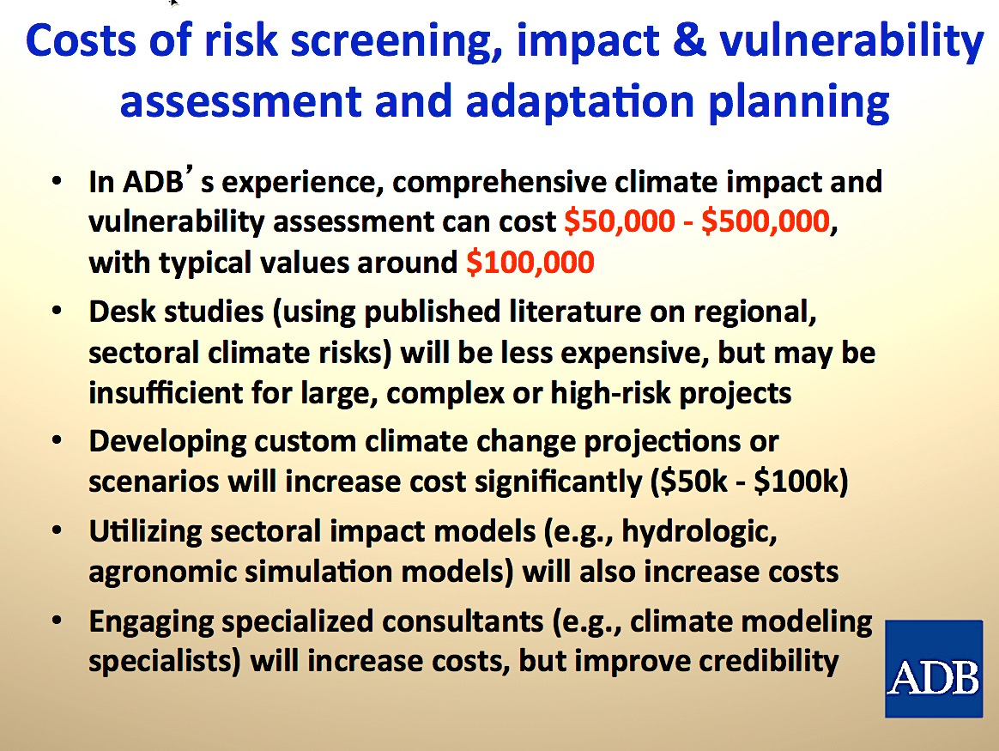 Costs of risk screening, impact & vulnerability
assessment and adaptation planning
• In ADB’ s experience, comprehensive climate impact and
vulnerability assessment can cost $50,000 - $500,000,
with typical values around $100,000
• Desk studies (using published literature on regional,
sectoral climate risks) will be less expensive, but may be
insufficient for large, complex or high-risk projects
• Developing custom climate change projections or
scenarios will increase cost significantly ($50k - $100k)
• Utilizing sectoral impact models (e.g., hydrologic,
agronomic simulation models) will also increase costs
• Engaging specialized consultants (e.g., climate modeling
specialists) will increase costs, but improve credibility
ADB